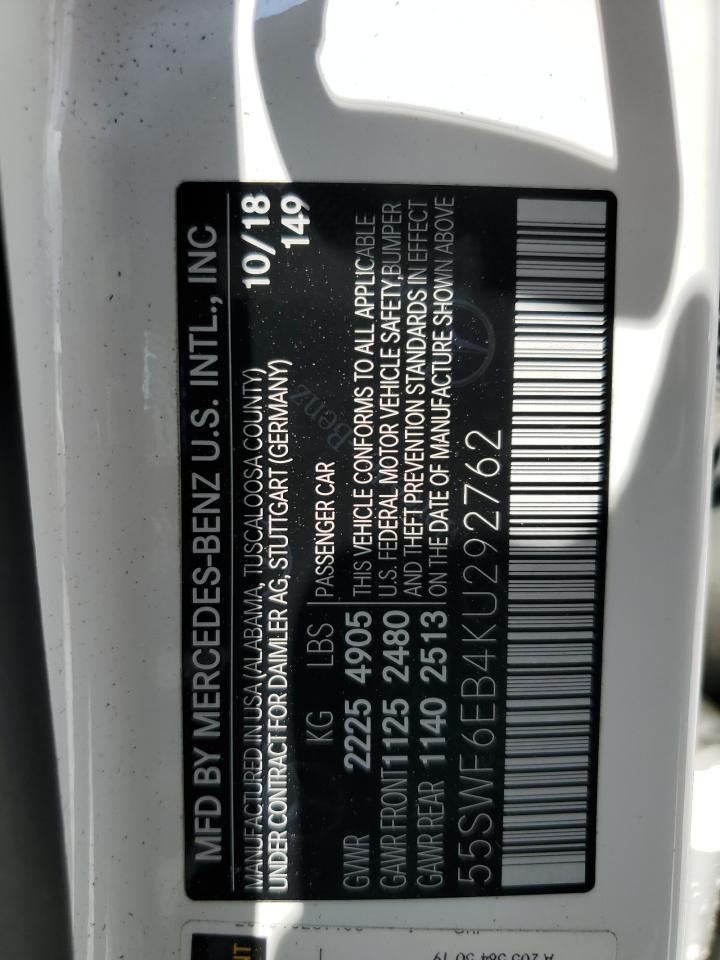 MFD BY MERCEDES-BENZ U.S. INTL., INC
MANUFACTURED IN USA (ALABAMA, TUSCALOOSA COUNTY) 10/18
UNDER CONTRACT FOR DAIMLER AG, STUTTGART (GERMANY) 149
KG LBS PASSENGER CAR
GWR 2225 4905 THIS VEHICLE CONFORMS TO ALL APPLICABLE
GAWR FRONT 1125 2480 U.S. FEDERAL MOTOR VEHICLE SAFETY, BUMPER
GAWR REAR 1140 2513 AND THEFT PREVENTION STANDARDS IN EFFECT
ON THE DATE OF MANUFACTURE SHOWN ABOVE
55SWF6EB4KU292762
Benz